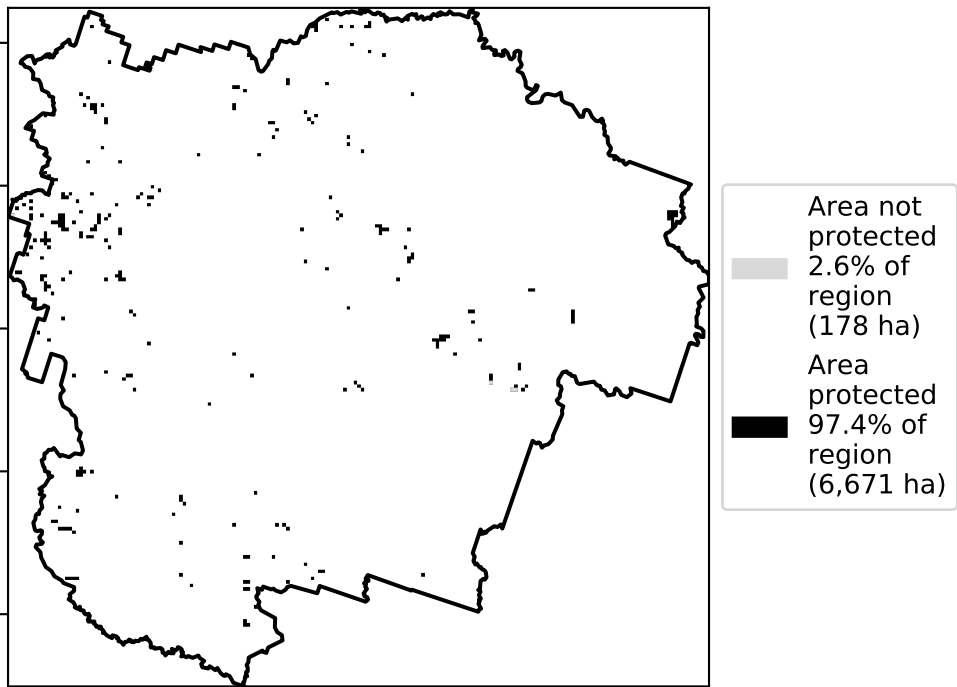 Area not
protected
2.6% of
region
(178 ha)
Area
protected
97.4% of
region
(6,671 ha)